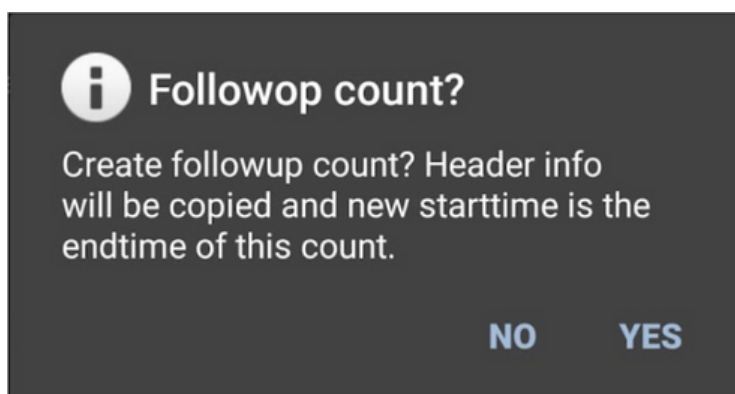 Followop count?
Create followup count? Header info
will be copied and new starttime is the
endtime of this count.
NO YES